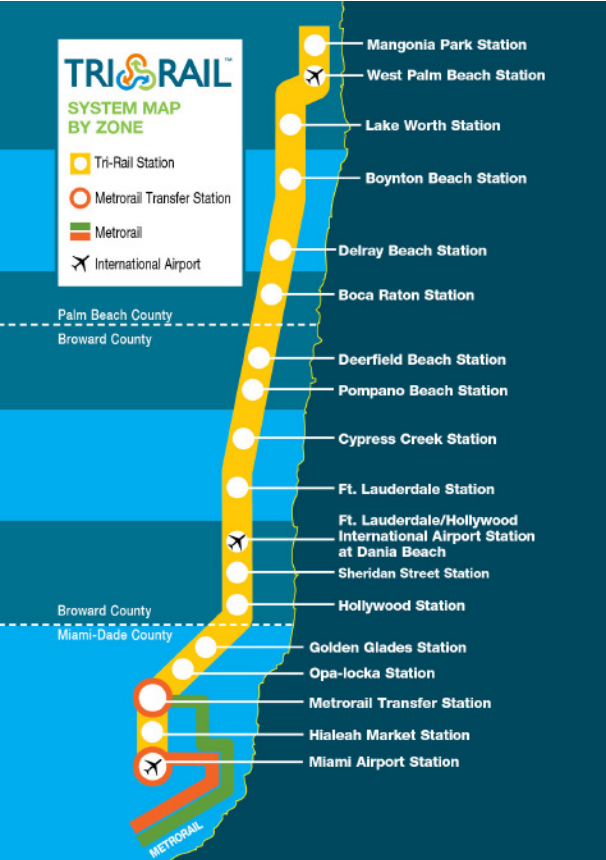 TRI RAIL™
SYSTEM MAP
BY ZONE
Tri-Rail Station
Metrorail Transfer Station
Metrorail
International Airport
Mangonia Park Station
West Palm Beach Station
Lake Worth Station
Boynton Beach Station
Delray Beach Station
Boca Raton Station
Palm Beach County
Broward County
Deerfield Beach Station
Pompano Beach Station
Cypress Creek Station
Ft. Lauderdale Station
Ft. Lauderdale/Hollywood
International Airport Station
at Dania Beach
Sheridan Street Station
Hollywood Station
Broward County
Miami-Dade County
Golden Glades Station
Opa-locka Station
Metrorail Transfer Station
Hialeah Market Station
Miami Airport Station
METRORAIL